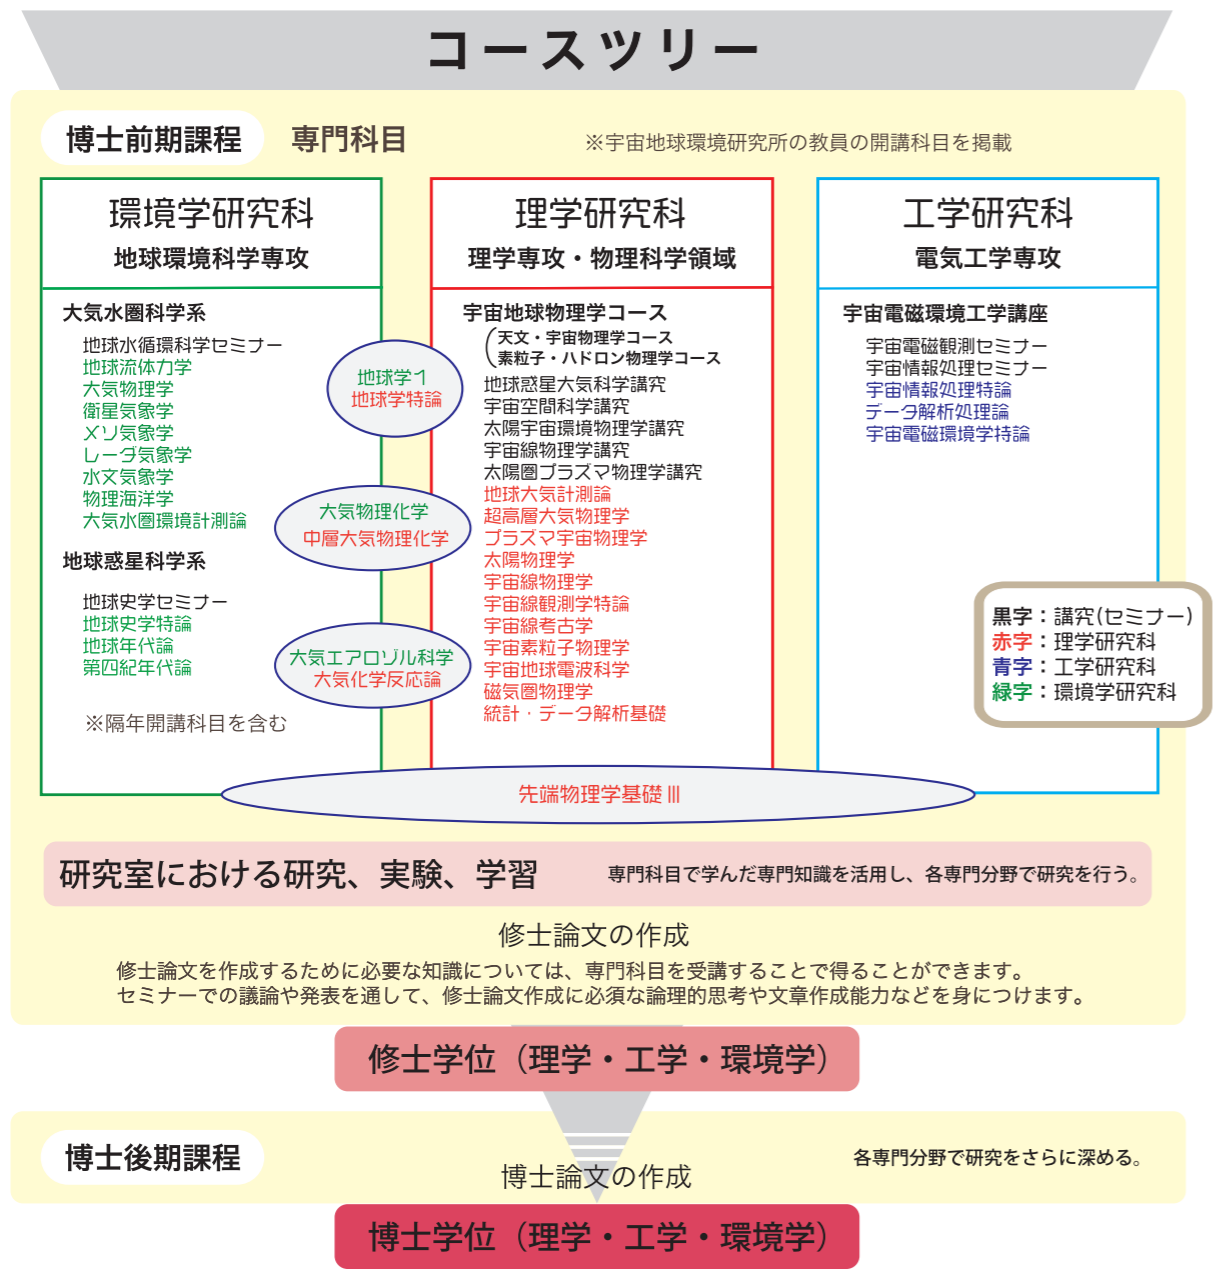 コースツリー
博士前期課程
専門科目
※宇宙地球環境研究所の教員の開講科目を掲載
環境学研究科
地球環境科学専攻
大気水圏科学系
地球水循環科学セミナー
地球流体力学
大気物理学
衛星気象学
メソ気象学
レーダ気象学
水文気象学
物理海洋学
大気水圏環境計測論
地球惑星科学系
地球史学セミナー
地球史学特論
地球年代論
第四紀年代論
※隔年開講科目を含む
地球学1
地球学特論
大気物理化学
中層大気物理化学
大気エアロゾル科学
大気化学反応論
理学研究科
理学専攻・物理科学領域
宇宙地球物理学コース
(天文・宇宙物理学コース
素粒子・ハドロン物理学コース
地球惑星大気科学講究
宇宙空間科学講究
太陽宇宙環境物理学講究
宇宙線物理学講究
太陽圏プラズマ物理学講究
地球大気計測論
超高層大気物理学
プラズマ宇宙物理学
太陽物理学
宇宙線物理学
宇宙線観測学特論
宇宙線考古学
宇宙素粒子物理学
宇宙地球電波科学
磁気圏物理学
統計・データ解析基礎
工学研究科
電気工学専攻
宇宙電磁環境工学講座
宇宙電磁観測セミナー
宇宙情報処理セミナー
宇宙情報処理特論
データ解析処理論
宇宙電磁環境学特論
黒字：講究(セミナー)
赤字：理学研究科
青字：工学研究科
緑字：環境学研究科
先端物理学基礎Ⅲ
研究室における研究、実験、学習
専門科目で学んだ専門知識を活用し、各専門分野で研究を行う。
修士論文の作成
修士論文を作成するために必要な知識については、専門科目を受講することで得ることができます。
セミナーでの議論や発表を通して、修士論文作成に必須な論理的思考や文章作成能力などを身につけます。
修士学位（理学・工学・環境学）
博士後期課程
各専門分野で研究をさらに深める。
博士論文の作成
博士学位（理学・工学・環境学）